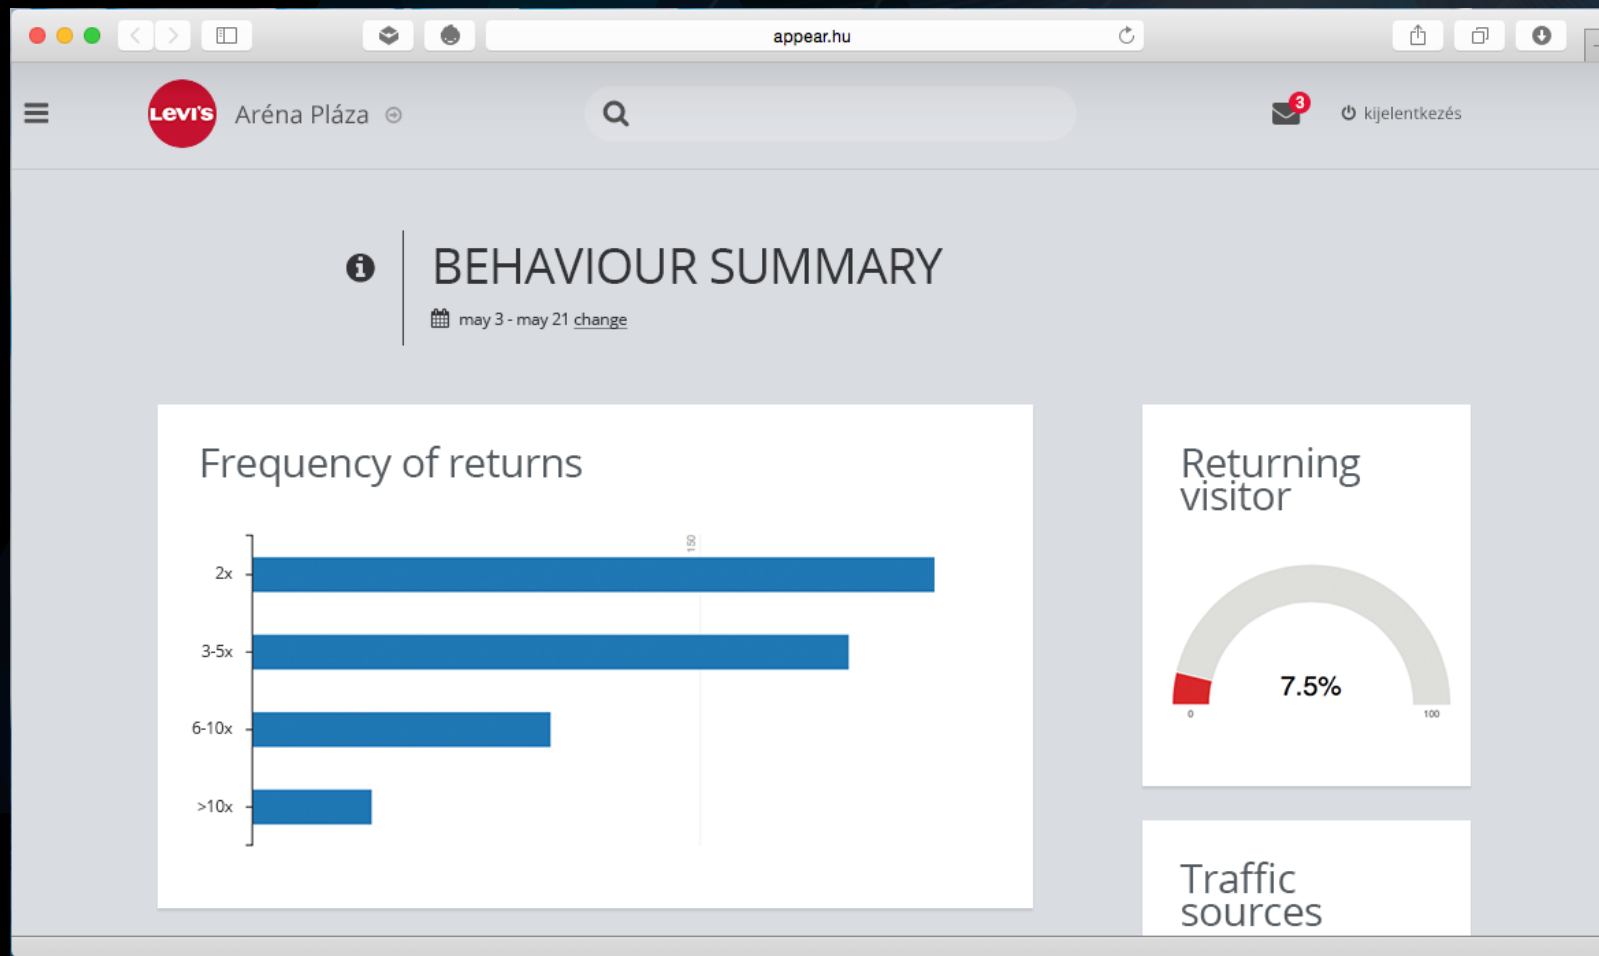 appear.hu
LEVI'S
Aréna Pláza
3
kijelentkezés
BEHAVIOUR SUMMARY
may 3 - may 21 change
Frequency of returns
150
2x
3-5x
6-10x
>10x
Returning
visitor
7.5%
0
100
Traffic
sources